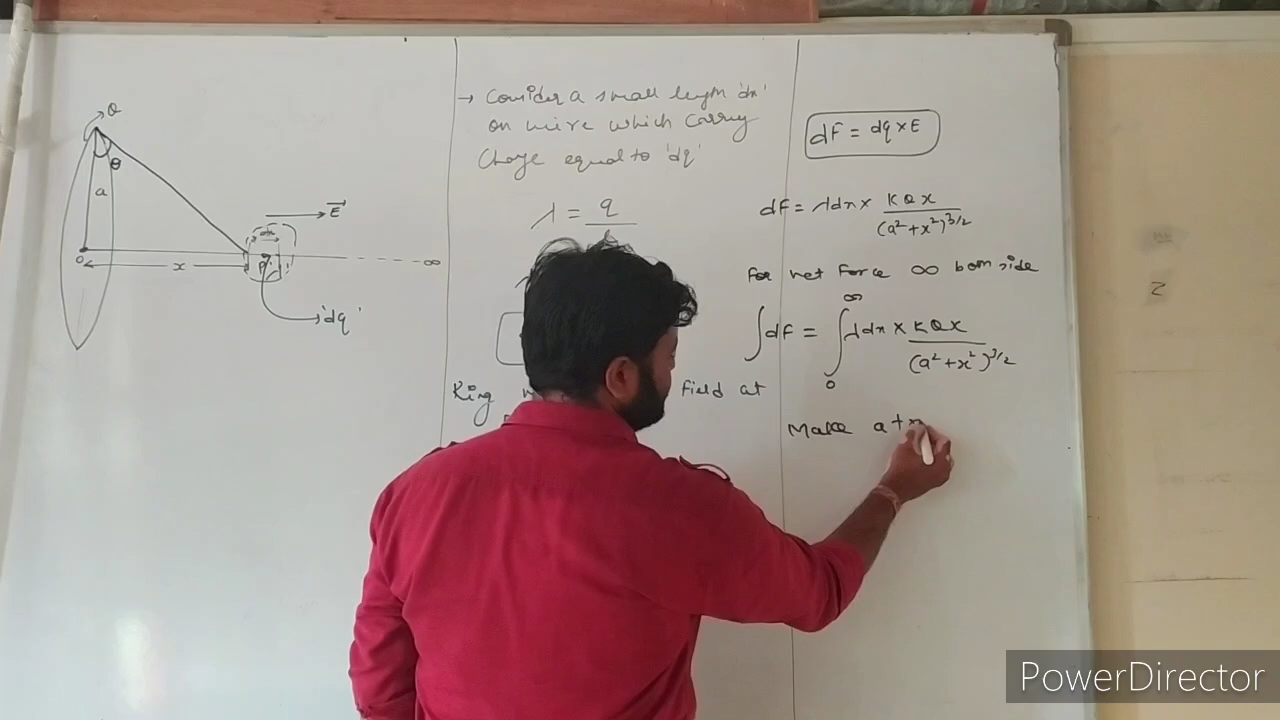 Q
θ
a
E
dx
o
x
P
∞
'dq'
→ Consider a small length 'dx'
on wire which carry
Charge equal to 'dq'
λ = q
Ring
field at
dF = dq × E
dF = λdx × KQx / (a² + x²)^3/2
For net Force ∞ both side
∫dF = ∫₀^∞ λdx × KQx / (a² + x²)^3/2
Make a + x
2
PowerDirector